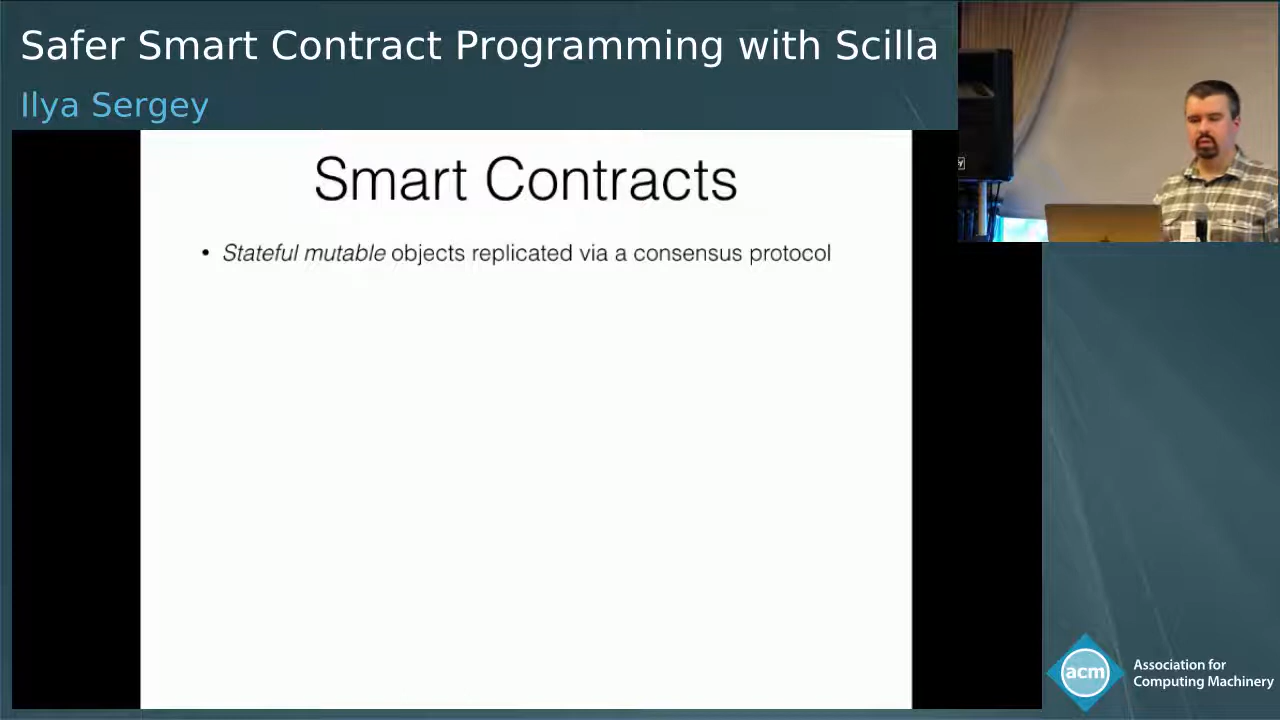 Safer Smart Contract Programming with Scilla
Ilya Sergey
Smart Contracts
• Stateful mutable objects replicated via a consensus protocol
acm
Association for
Computing Machinery